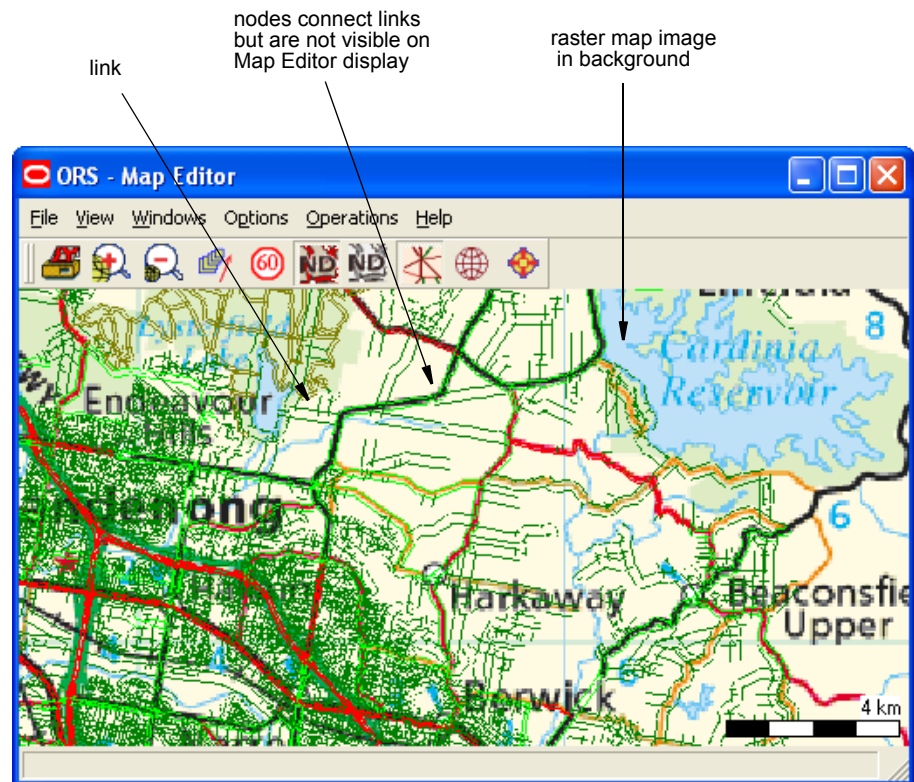 nodes connect links
but are not visible on
Map Editor display
raster map image
in background
link
ORS - Map Editor
File View Windows Options Operations Help
60 ND ND
8
Cardinia
Reservoir
Lake
Endeavour
Hills
6
Harkaway
Beaconsfie
Upper
Berwick
4 km